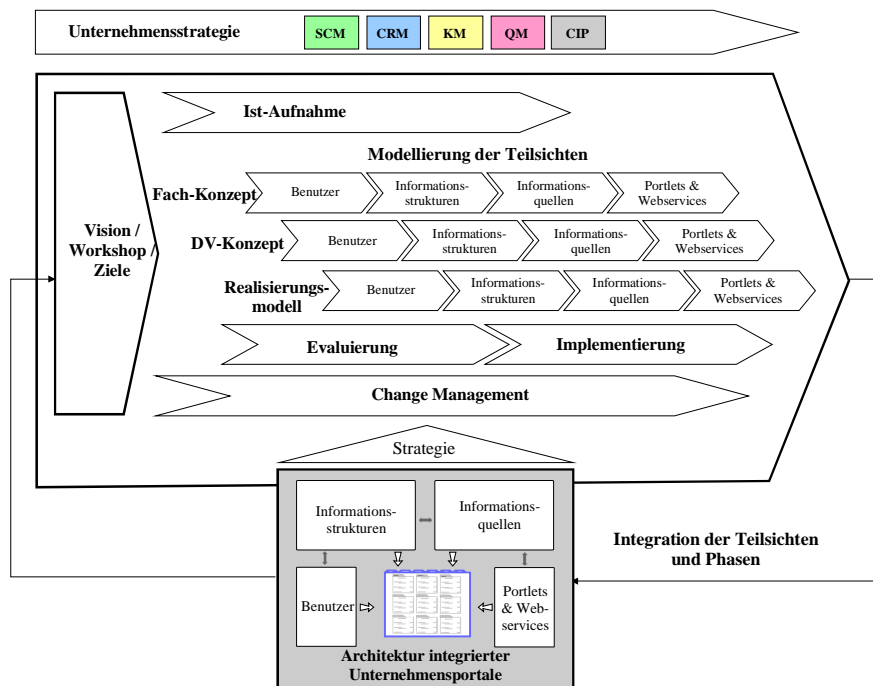 Unternehmensstrategie SCM CRM KM QM CIP
Ist-Aufnahme
Modellierung der Teilsichten
Vision /
Workshop /
Ziele
Fach-Konzept
Benutzer
Informations-
strukturen
Informations-
quellen
Portlets &
Webservices
DV-Konzept
Benutzer
Informations-
strukturen
Informations-
quellen
Portlets &
Webservices
Realisierungs-
modell
Benutzer
Informations-
strukturen
Informations-
quellen
Portlets &
Webservices
Evaluierung
Implementierung
Change Management
Strategie
Informations-
strukturen
Informations-
quellen
Benutzer
Portlets
& Web-
services
Architektur integrierter
Unternehmensportale
Integration der Teilsichten
und Phasen